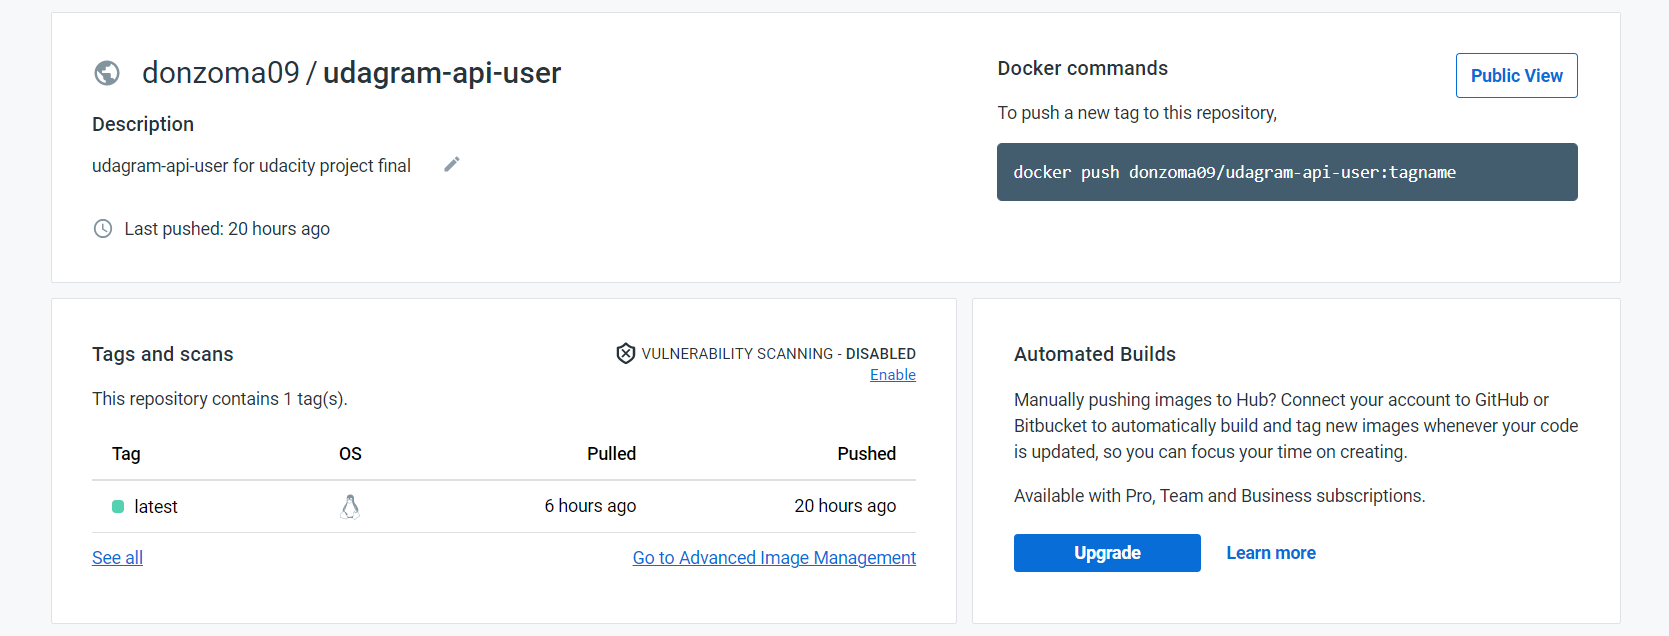 donzoma09 / udagram-api-user
Description
udagram-api-user for udacity project final
Last pushed: 20 hours ago
Docker commands
Public View
To push a new tag to this repository,
docker push donzoma09/udagram-api-user:tagname
Tags and scans
VULNERABILITY SCANNING - DISABLED
Enable
This repository contains 1 tag(s).
Tag OS Pulled Pushed
latest 6 hours ago 20 hours ago
See all Go to Advanced Image Management
Automated Builds
Manually pushing images to Hub? Connect your account to GitHub or
Bitbucket to automatically build and tag new images whenever your code
is updated, so you can focus your time on creating.
Available with Pro, Team and Business subscriptions.
Upgrade Learn more